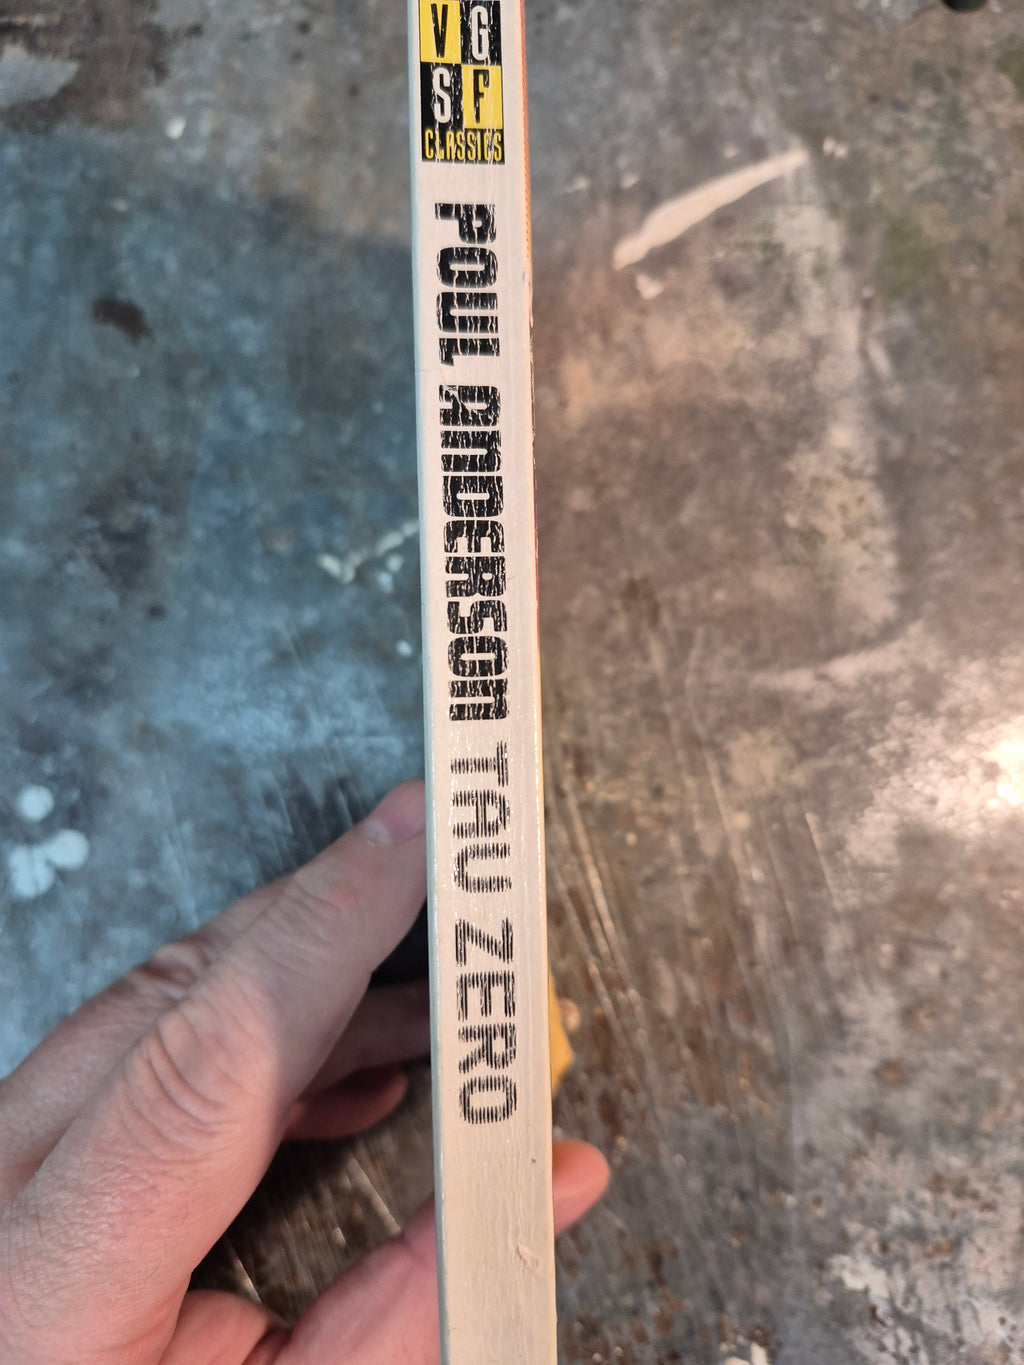 VG
SF
CLASSICS
POUL ANDERSON TAU ZERO